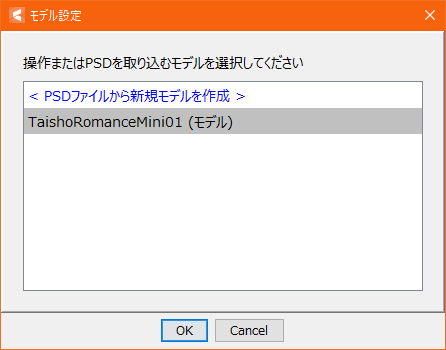 モデル設定
操作またはPSDを取り込むモデルを選択してください
< PSDファイルから新規モデルを作成 >
TaishoRomanceMini01 (モデル)
OK
Cancel